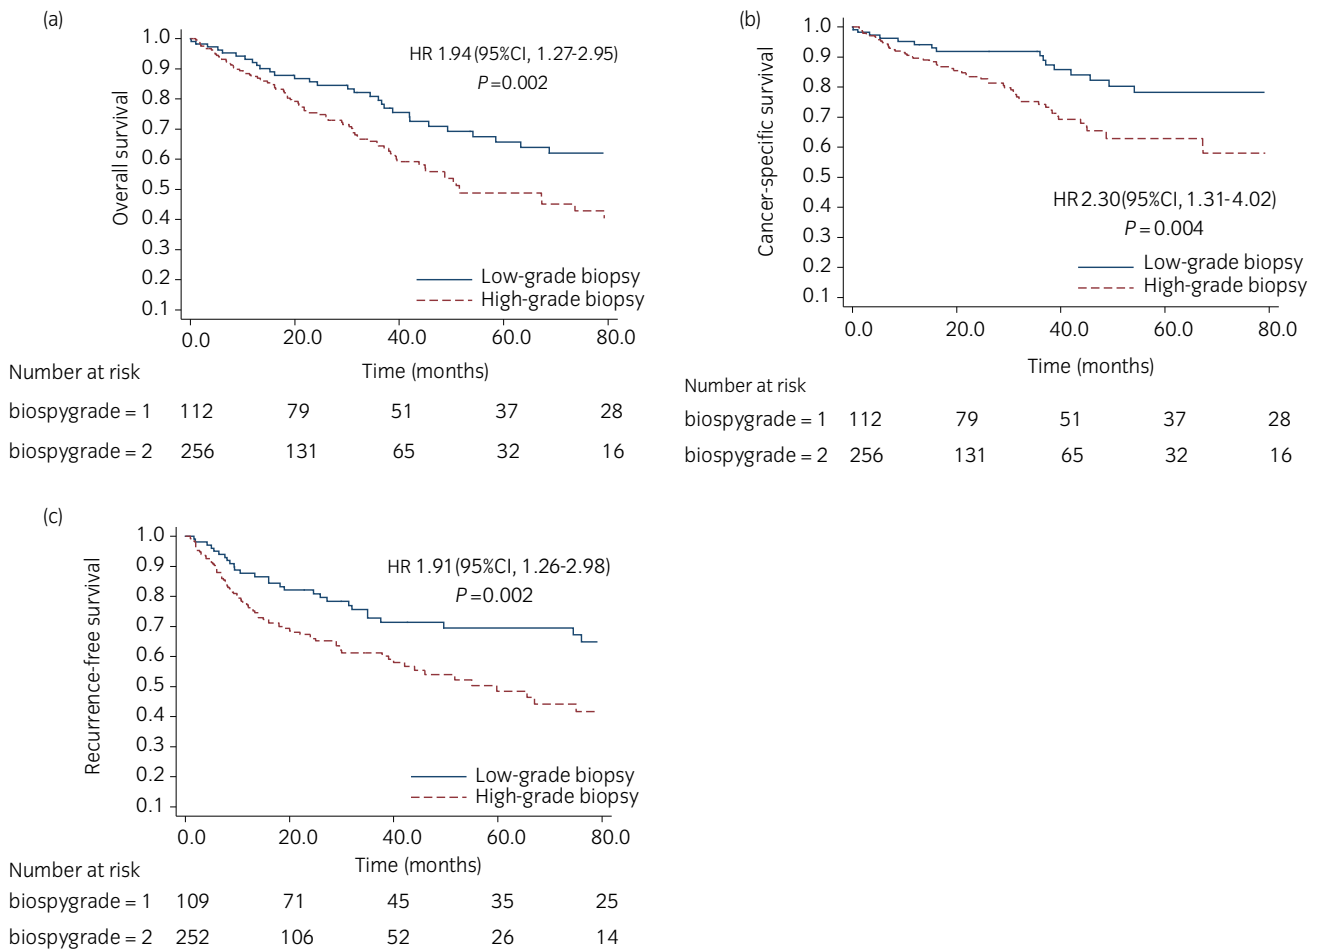 (a)
Overall survival
1.0
0.9
0.8
0.7
0.6
0.5
0.4
0.3
0.2
0.1
HR 1.94(95%CI, 1.27-2.95)
P=0.002
Low-grade biopsy
High-grade biopsy
0.0 20.0 40.0 60.0 80.0
Time (months)
Number at risk
biospygrade = 1 112 79 51 37 28
biospygrade = 2 256 131 65 32 16
(b)
Cancer-specific survival
1.0
0.9
0.8
0.7
0.6
0.5
0.4
0.3
0.2
0.1
HR 2.30(95%CI, 1.31-4.02)
P=0.004
Low-grade biopsy
High-grade biopsy
0.0 20.0 40.0 60.0 80.0
Time (months)
Number at risk
biospygrade = 1 112 79 51 37 28
biospygrade = 2 256 131 65 32 16
(c)
Recurrence-free survival
1.0
0.9
0.8
0.7
0.6
0.5
0.4
0.3
0.2
0.1
HR 1.91(95%CI, 1.26-2.98)
P=0.002
Low-grade biopsy
High-grade biopsy
0.0 20.0 40.0 60.0 80.0
Time (months)
Number at risk
biospygrade = 1 109 71 45 35 25
biospygrade = 2 252 106 52 26 14